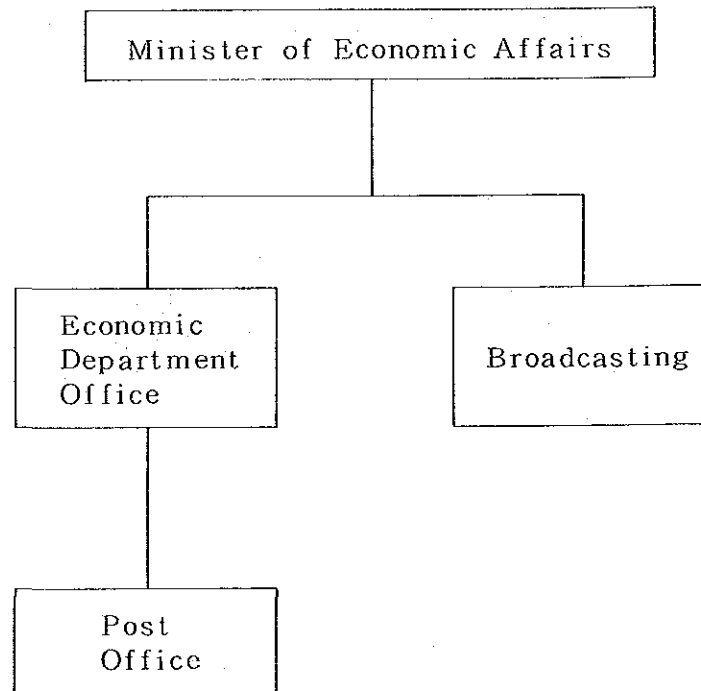 Minister of Economic Affairs
Economic
Department
Office
Broadcasting
Post
Office